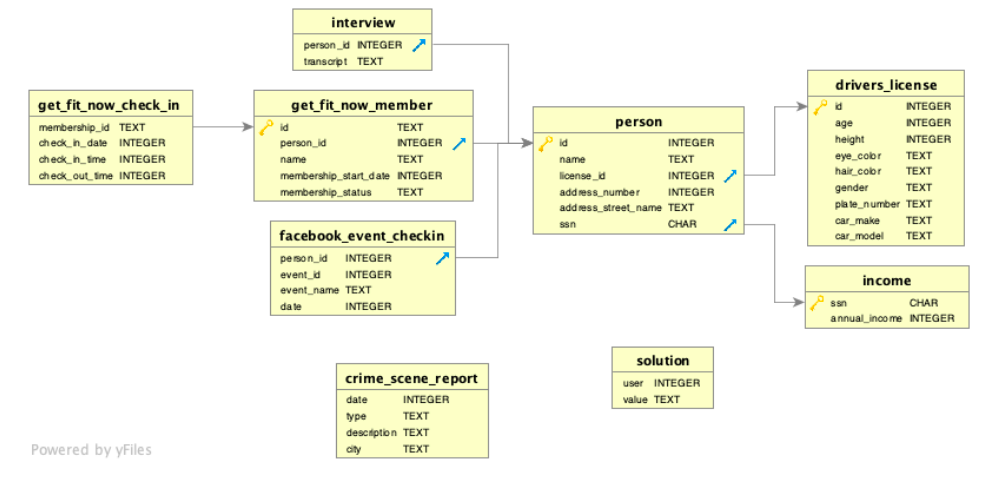 interview
person_id INTEGER
transcript TEXT
get_fit_now_check_in
membership_id TEXT
check_in_date INTEGER
check_in_time INTEGER
check_out_time INTEGER
get_fit_now_member
id TEXT
person_id INTEGER
name TEXT
membership_start_date INTEGER
membership_status TEXT
facebook_event_checkin
person_id INTEGER
event_id INTEGER
event_name TEXT
date INTEGER
person
id INTEGER
name TEXT
license_id INTEGER
address_number INTEGER
address_street_name TEXT
ssn CHAR
drivers_license
id INTEGER
age INTEGER
height INTEGER
eye_color TEXT
hair_color TEXT
gender TEXT
plate_number TEXT
car_make TEXT
car_model TEXT
income
ssn CHAR
annual_income INTEGER
crime_scene_report
date INTEGER
type TEXT
description TEXT
city TEXT
solution
user INTEGER
value TEXT
Powered by yFiles